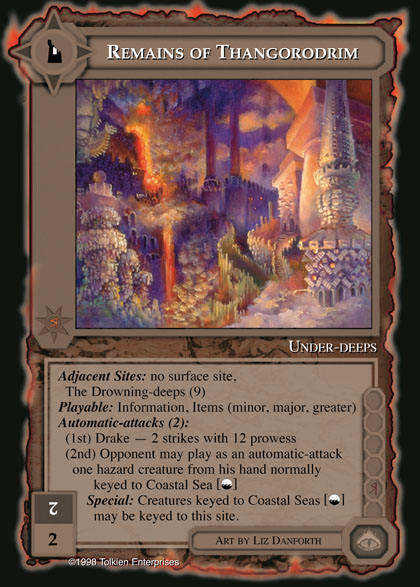 REMAINS OF THANGORODRIM
UNDER-DEEPS
Adjacent Sites: no surface site,
The Drowning-deeps (9)
Playable: Information, Items (minor, major, greater)
Automatic-attacks (2):
(1st) Drake — 2 strikes with 12 prowess
(2nd) Opponent may play as an automatic-attack
one hazard creature from his hand normally
keyed to Coastal Sea []
Special: Creatures keyed to Coastal Seas []
may be keyed to this site.
2
2
ART BY LIZ DANFORTH
©1998 Tolkien Enterprises